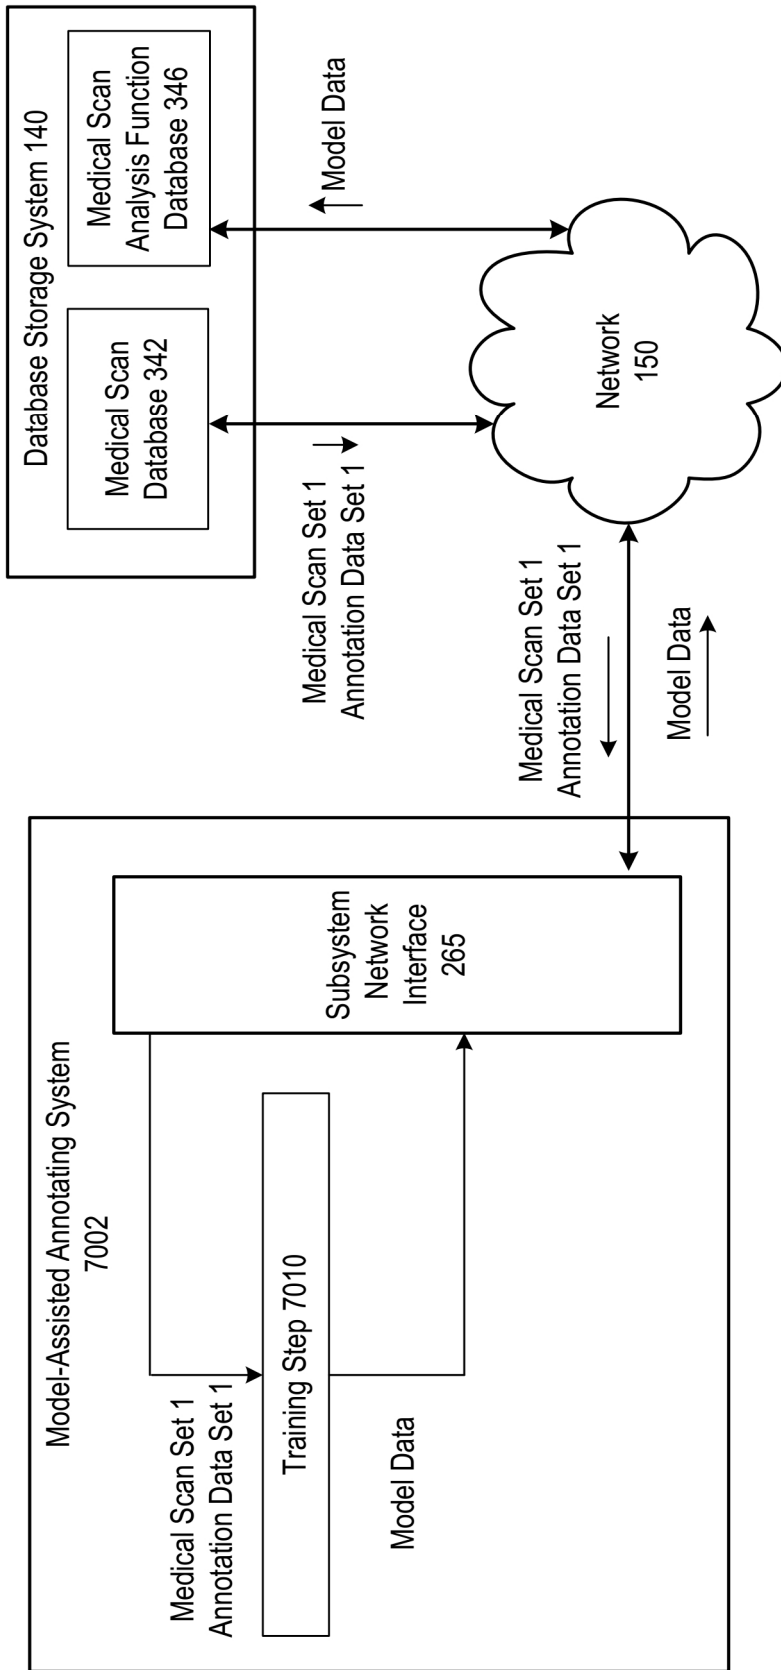 Model-Assisted Annotating System
7002
Medical Scan Set 1
Annotation Data Set 1
Training Step 7010
Model Data
Subsystem
Network
Interface
265
Medical Scan Set 1
Annotation Data Set 1
Model Data
Network
150
Database Storage System 140
Medical Scan
Database 342
Medical Scan
Analysis Function
Database 346
Medical Scan Set 1
Annotation Data Set 1
Model Data